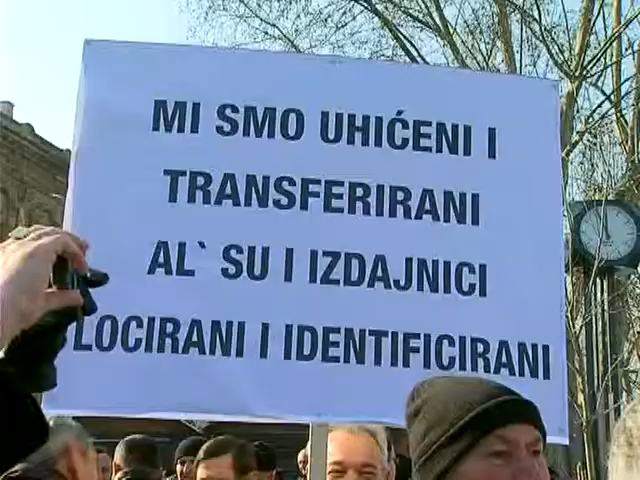 MI SMO UHIĆENI I
TRANSFERIRANI
AL` SU I IZDAJNICI
LOCIRANI I IDENTIFICIRANI